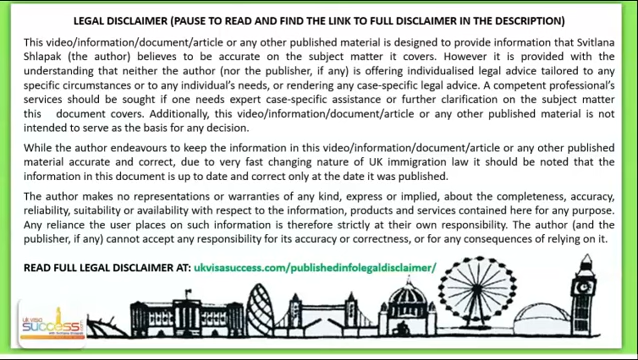 LEGAL DISCLAIMER (PAUSE TO READ AND FIND THE LINK TO FULL DISCLAIMER IN THE DESCRIPTION)
This video/information/document/article or any other published material is designed to provide information that Svitlana
Shlapak (the author) believes to be accurate on the subject matter it covers. However it is provided with the
understanding that neither the author (nor the publisher, if any) is offering individualised legal advice tailored to any
specific circumstances or to any individual's needs, or rendering any case-specific legal advice. A competent professional's
services should be sought if one needs expert case-specific assistance or further clarification on the subject matter
this document covers. Additionally, this video/information/document/article or any other published material is not
intended to serve as the basis for any decision.
While the author endeavours to keep the information in this video/information/document/article or any other published
material accurate and correct, due to very fast changing nature of UK immigration law it should be noted that the
information in this document is up to date and correct only at the date it was published.
The author makes no representations or warranties of any kind, express or implied, about the completeness, accuracy,
reliability, suitability or availability with respect to the information, products and services contained here for any purpose.
Any reliance the user places on such information is therefore strictly at their own responsibility. The author (and the
publisher, if any) cannot accept any responsibility for its accuracy or correctness, or for any consequences of relying on it.
READ FULL LEGAL DISCLAIMER AT: ukvisasuccess.com/publishedinfolegaldisclaimer/
uk visa
success